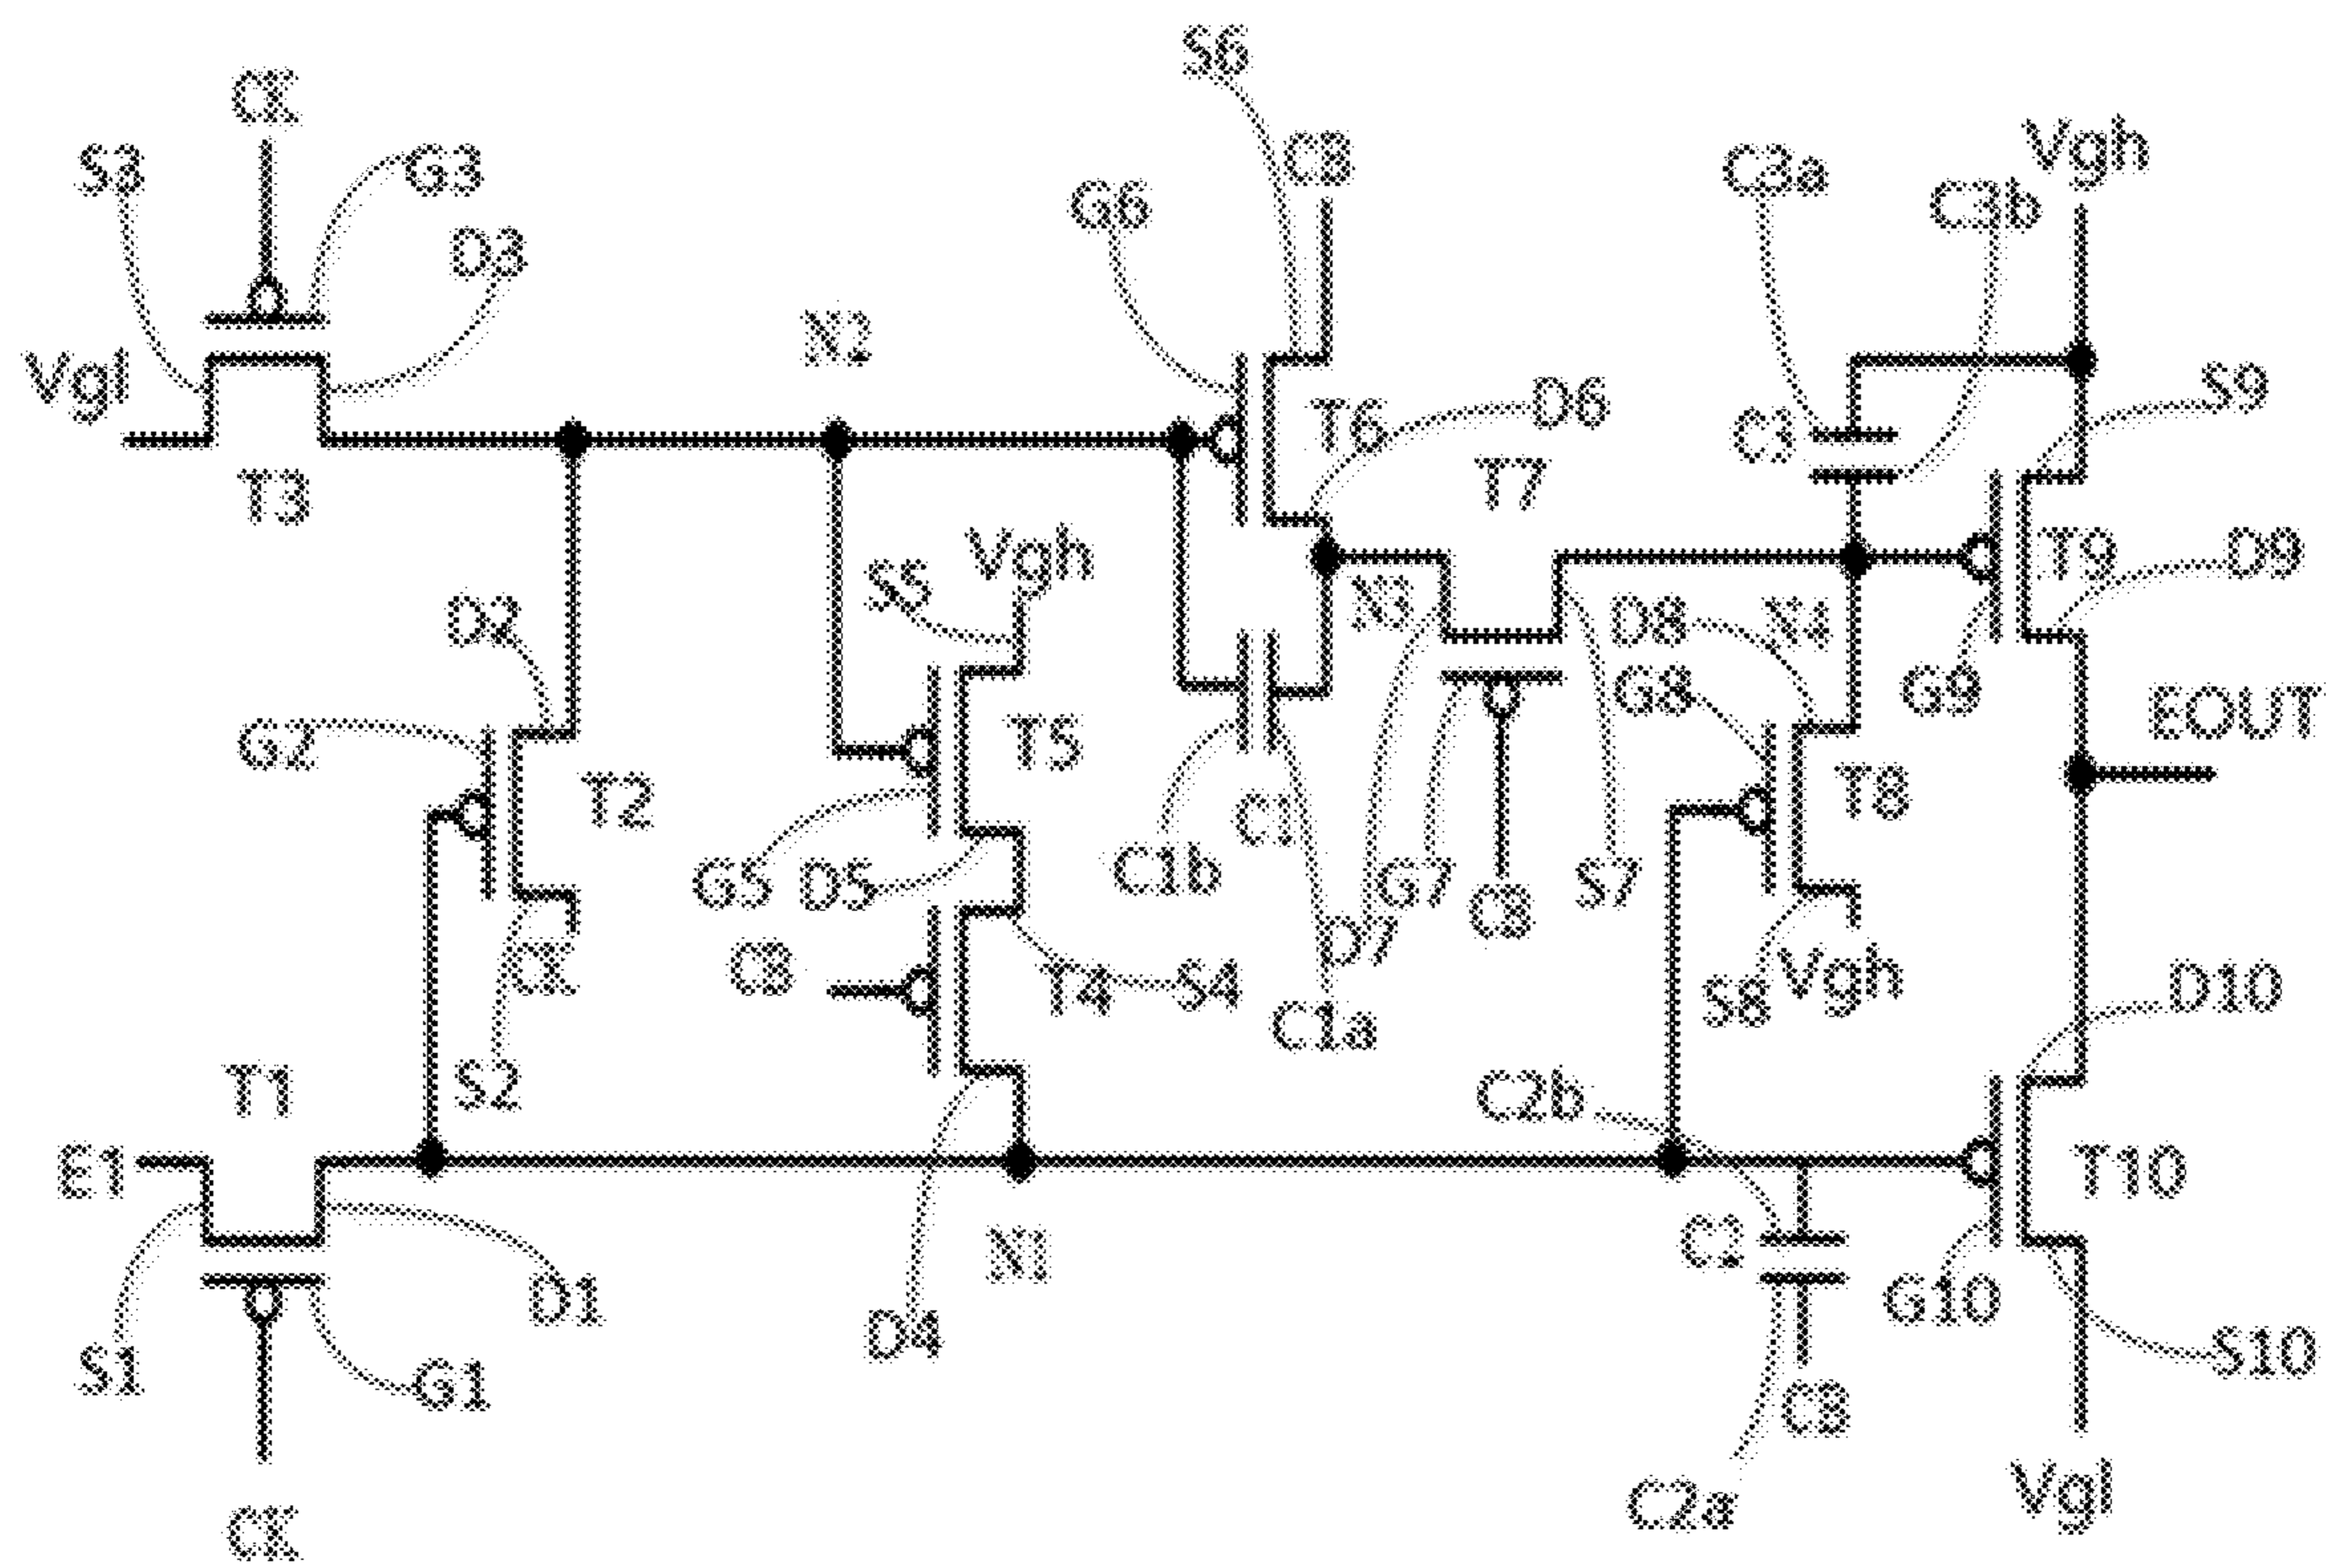 S6
CK
Vgh
CB
S3
G3
C3a
G6
C3b
D3
N2
Vgl
S9
D6
T6
C3
T7
T3
Vgh
T9
D9
S5
N3
D2
D8
N4
G8
G9
EOUT
G2
T5
T2
T8
C1
C1b
G5
D5
G7
S7
CB
D7
CK
CB
T4
S4
Vgh
S8
D10
C1a
T1
S2
C2b
E1
T10
C2
N1
D1
G10
D4
S1
G1
S10
CB
C2a
Vgl
CK